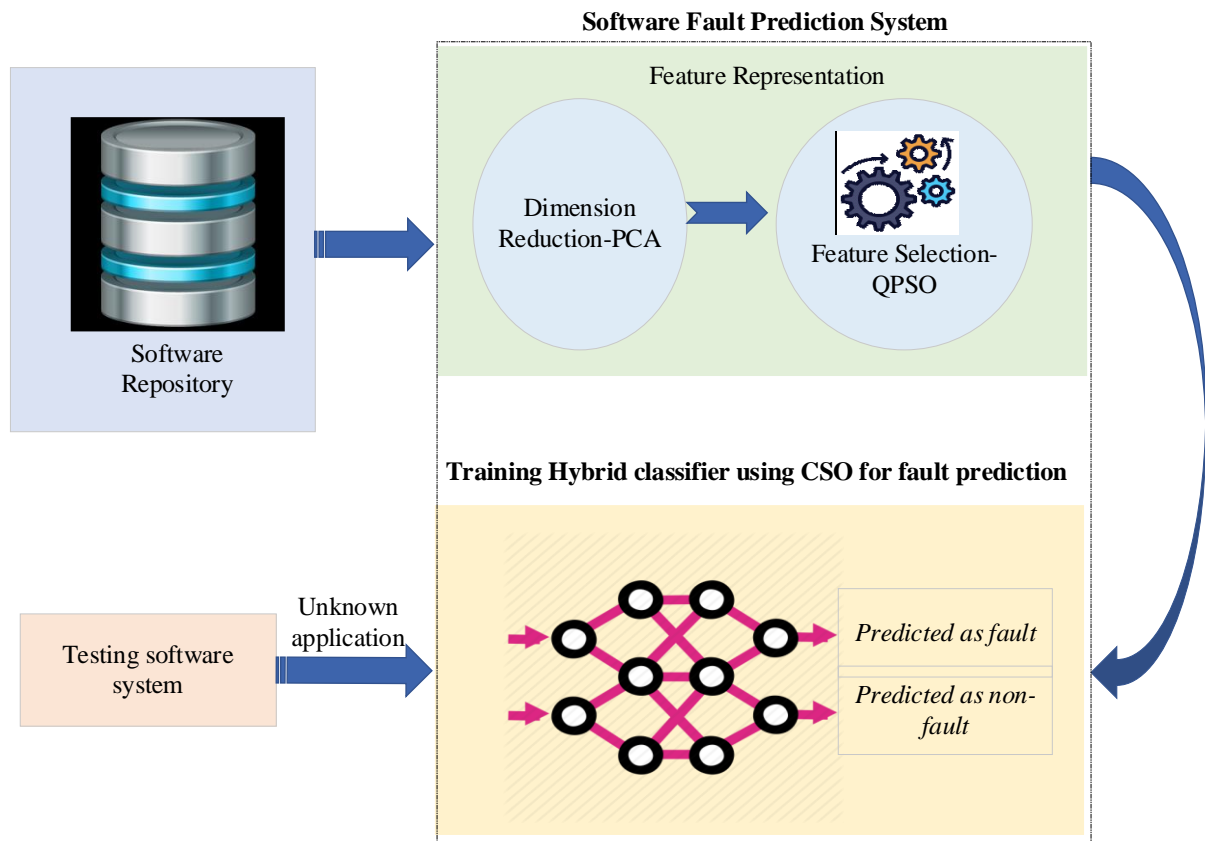 Software Fault Prediction System
Feature Representation
Dimension
Reduction-PCA
Feature Selection-
QPSO
Software
Repository
Training Hybrid classifier using CSO for fault prediction
Unknown
application
Testing software
system
Predicted as fault
Predicted as non-
fault